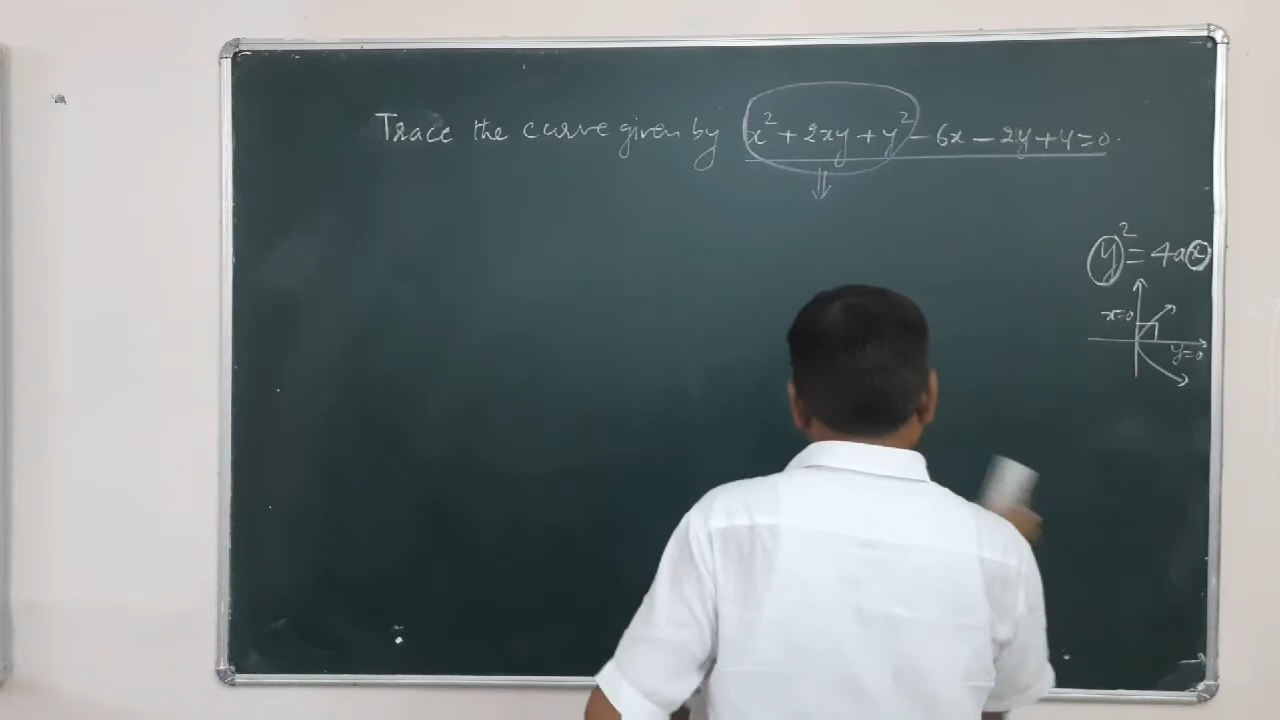 Trace the curve given by x² + 2xy + y² - 6x - 2y + 4 = 0.
⇓
y² = 4ax
x=0
y=0